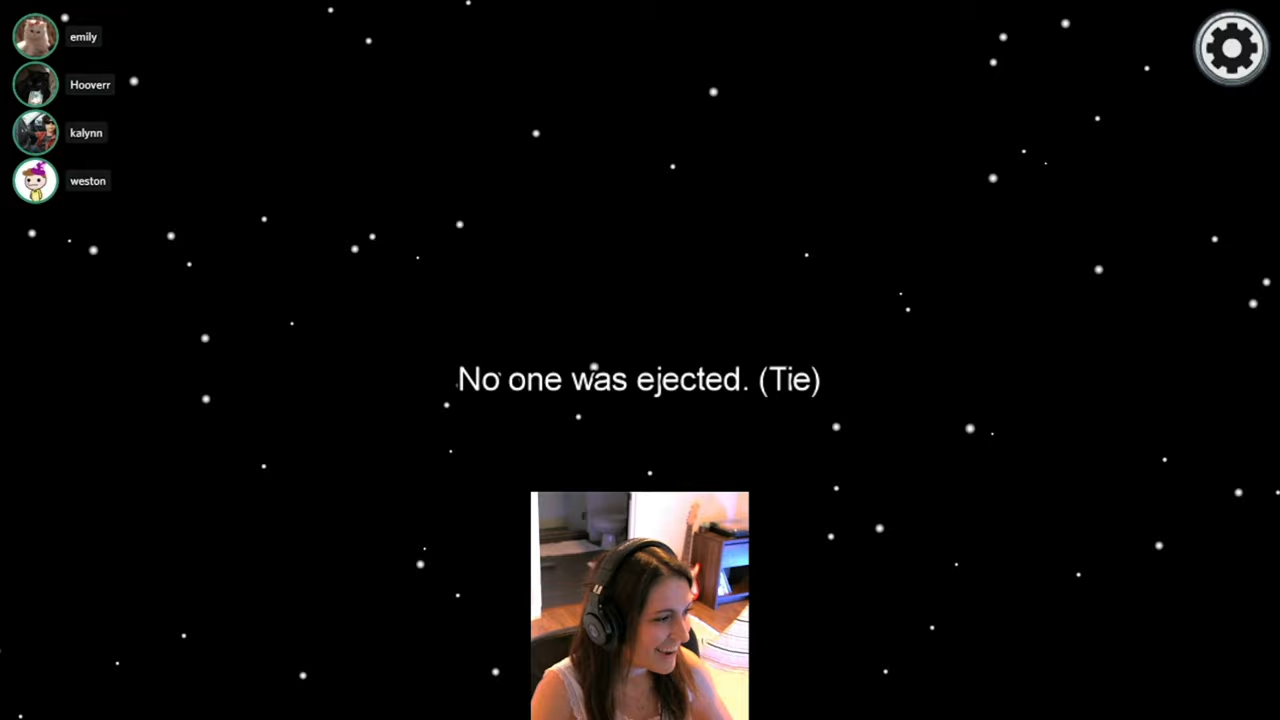 emily
Hooverr
kalynn
weston
No one was ejected. (Tie)